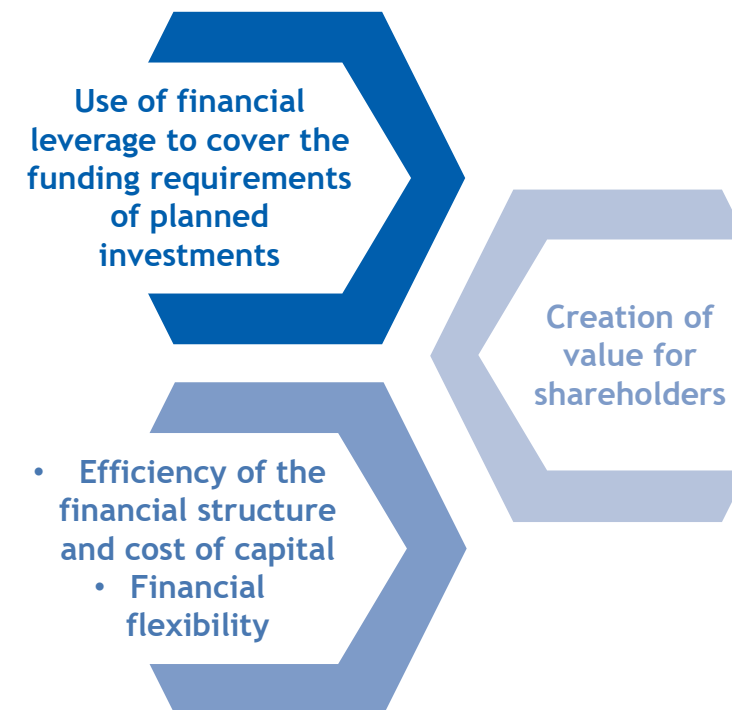 Use of financial
leverage to cover the
funding requirements
of planned
investments
Creation of
value for
shareholders
• Efficiency of the
financial structure
and cost of capital
• Financial
flexibility